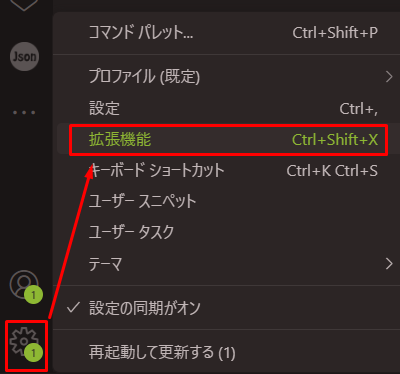 Json
コマンド パレット... Ctrl+Shift+P
プロファイル (既定)
設定 Ctrl+,
拡張機能 Ctrl+Shift+X
キーボード ショートカット Ctrl+K Ctrl+S
ユーザー スニペット
ユーザー タスク
テーマ
1
設定の同期がオン
1
再起動して更新する (1)